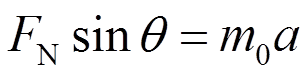 F_N sin θ = m_0 a